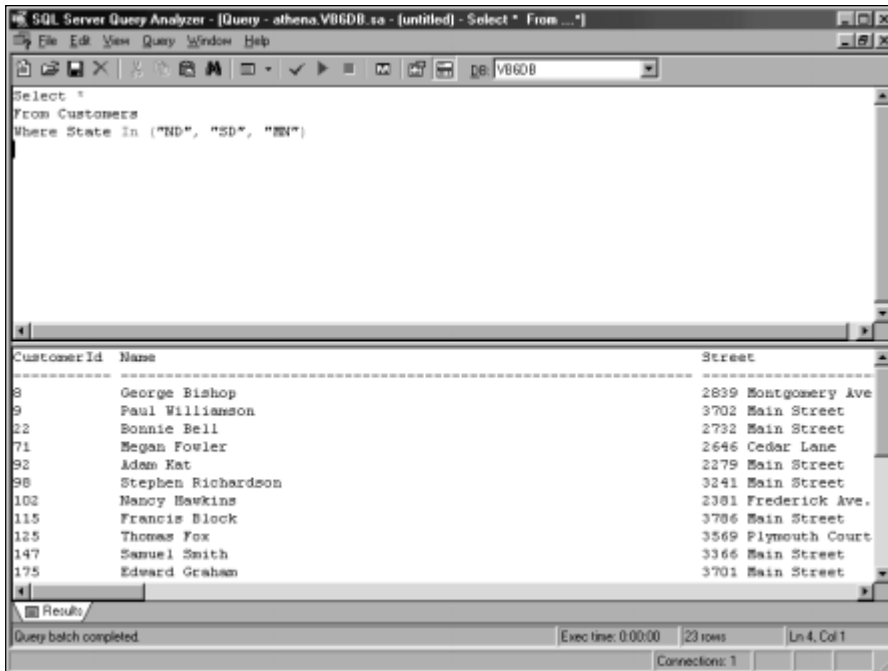 SQL Server Query Analyzer - [Query - athena.VB6DB.sa - (untitled) - Select * From ...*]
File Edit View Query Window Help
DB: VB6DB
Select *
From Customers
Where State In ("ND", "SD", "MN")
CustomerId Name Street
8 George Bishop 2839 Montgomery Ave
9 Paul Williamson 3702 Main Street
22 Bonnie Bell 2732 Main Street
71 Megan Fowler 2646 Cedar Lane
92 Adam Kat 2279 Main Street
98 Stephen Richardson 3241 Main Street
102 Nancy Hawkins 2381 Frederick Ave.
115 Francis Block 3786 Main Street
125 Thomas Fox 3569 Plymouth Court
147 Samuel Smith 3366 Main Street
175 Edward Graham 3701 Main Street
Results
Query batch completed. Exec time: 0:00:00 23 rows Ln 4, Col 1
Connections: 1